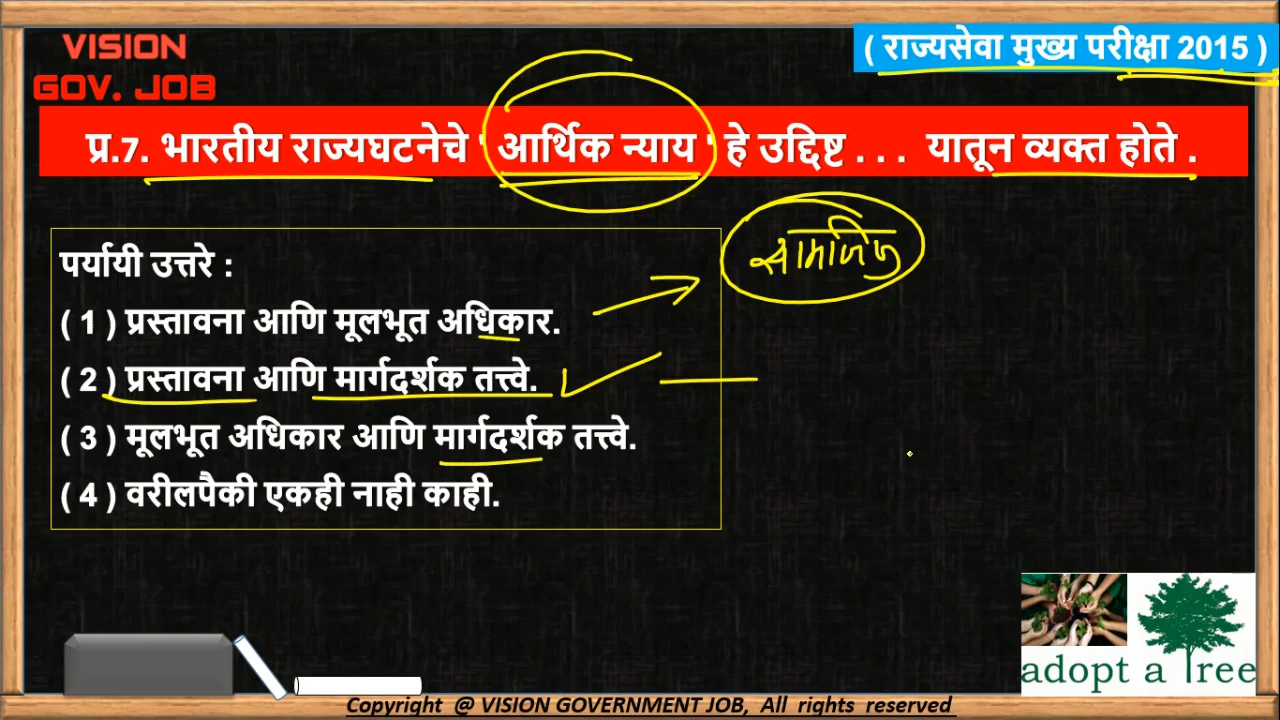 VISION
GOV. JOB
( राज्यसेवा मुख्य परीक्षा 2015 )
प्र.7. भारतीय राज्यघटनेचे ' आर्थिक न्याय ' हे उद्दिष्ट . . . यातून व्यक्त होते .
सामाजिक
पर्यायी उत्तरे :
( 1 ) प्रस्तावना आणि मूलभूत अधिकार.
( 2 ) प्रस्तावना आणि मार्गदर्शक तत्त्वे.
( 3 ) मूलभूत अधिकार आणि मार्गदर्शक तत्त्वे.
( 4 ) वरीलपैकी एकही नाही काही.
adopt a Tree
Copyright @ VISION GOVERNMENT JOB, All rights reserved